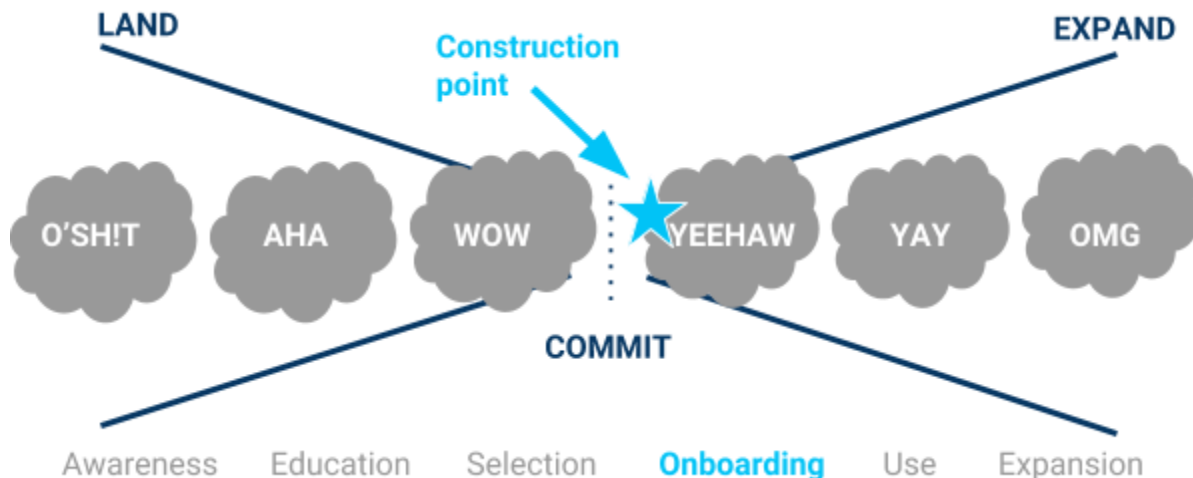 LAND
EXPAND
Construction
point
O'SH!T
AHA
WOW
YEEHAW
YAY
OMG
COMMIT
Awareness
Education
Selection
Onboarding
Use
Expansion